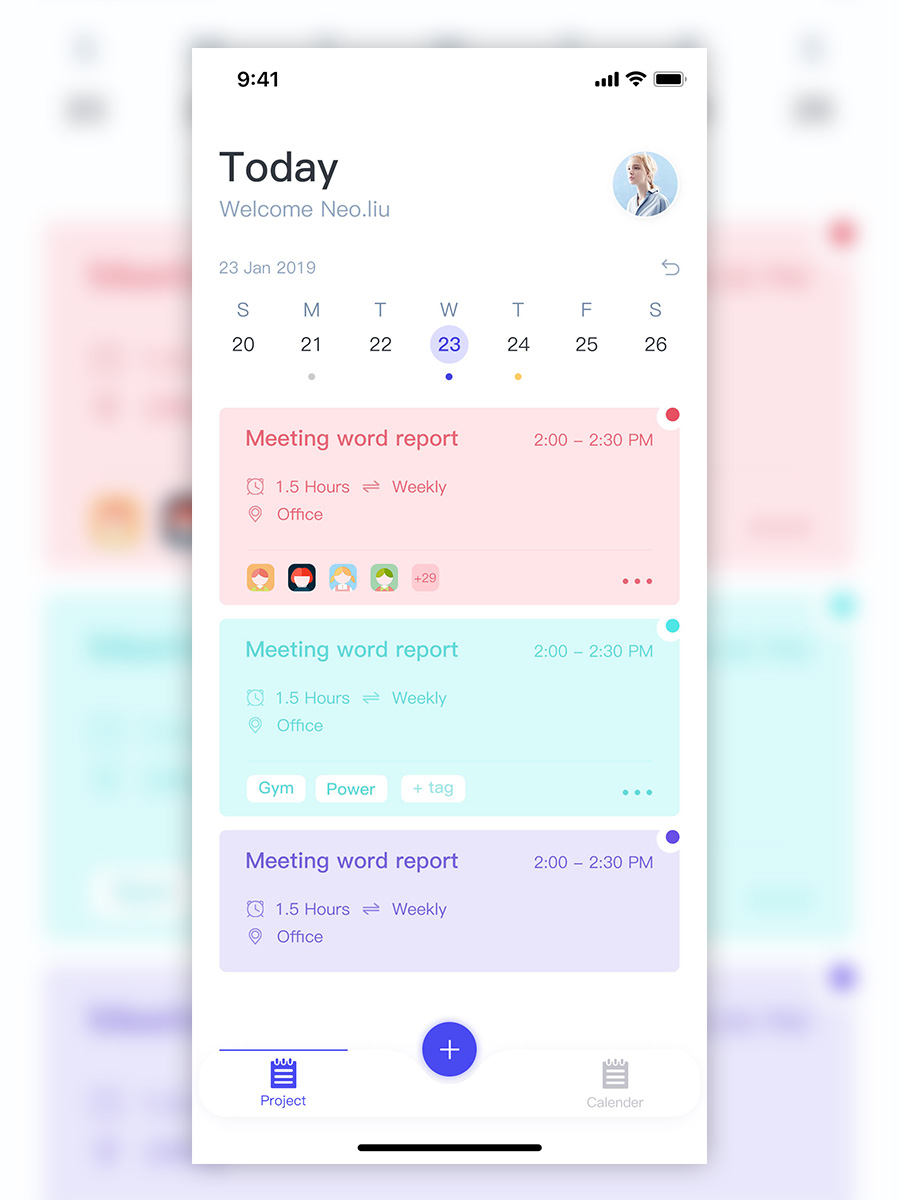 9:41
Today
Welcome Neo.liu
23 Jan 2019
S M T W T F S
20 21 22 23 24 25 26
Meeting word report 2:00 – 2:30 PM
1.5 Hours Weekly
Office
+29
Meeting word report 2:00 – 2:30 PM
1.5 Hours Weekly
Office
Gym Power + tag
Meeting word report 2:00 – 2:30 PM
1.5 Hours Weekly
Office
Project Calender